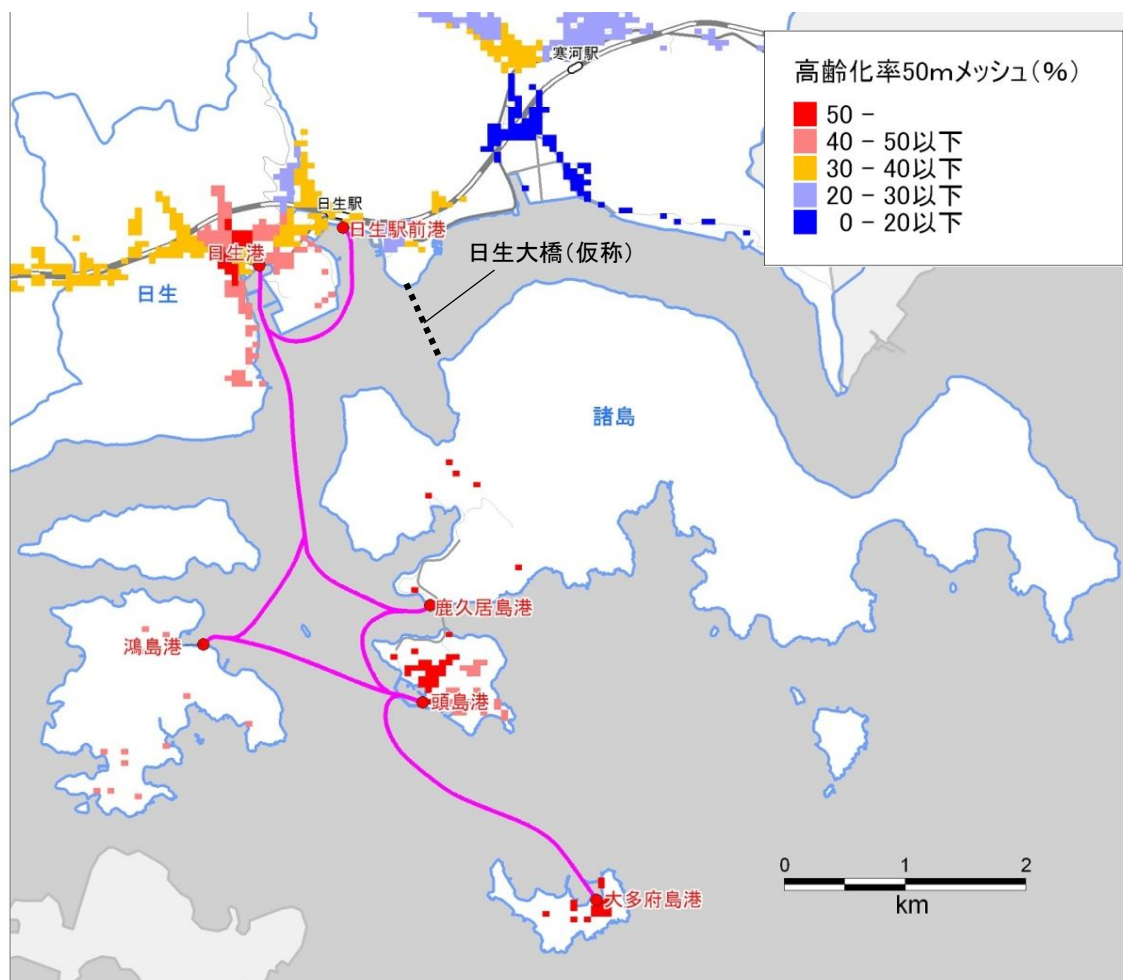 寒河駅
高齢化率50mメッシュ(%)
50 -
40 - 50以下
30 - 40以下
20 - 30以下
0 - 20以下
日生駅
日生駅前港
日生港
日生大橋(仮称)
日生
諸島
鹿久居島港
鴻島港
頭島港
大多府島港
0 1 2
km